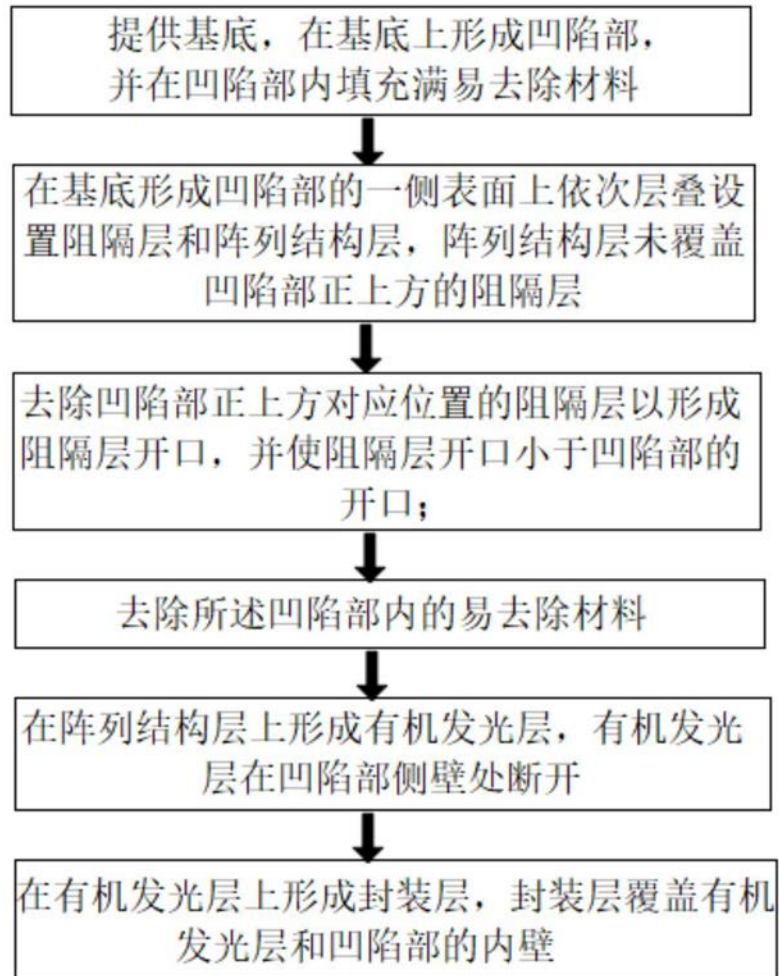 提供基底，在基底上形成凹陷部，
并在凹陷部内填充满易去除材料
在基底形成凹陷部的一侧表面上依次层叠设
置阻隔层和阵列结构层，阵列结构层未覆盖
凹陷部正上方的阻隔层
去除凹陷部正上方对应位置的阻隔层以形成
阻隔层开口，并使阻隔层开口小于凹陷部的
开口；
去除所述凹陷部内的易去除材料
在阵列结构层上形成有机发光层，有机发光
层在凹陷部侧壁处断开
在有机发光层上形成封装层，封装层覆盖有机
发光层和凹陷部的内壁